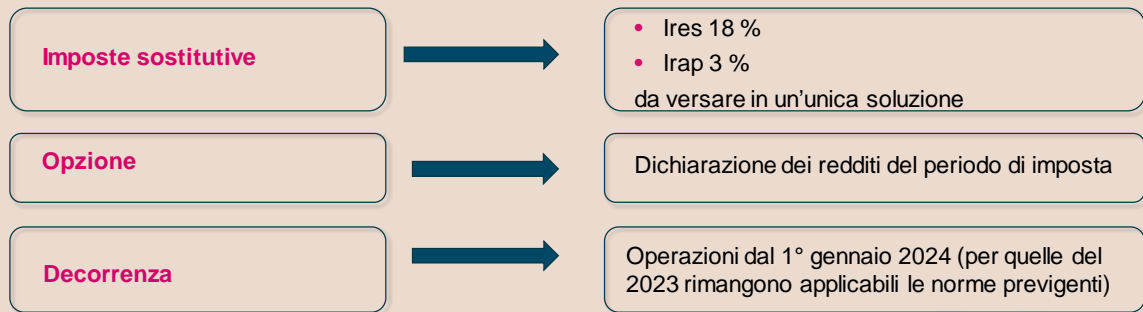 Imposte sostitutive
• Ires 18 %
• Irap 3 %
da versare in un'unica soluzione
Opzione
Dichiarazione dei redditi del periodo di imposta
Decorrenza
Operazioni dal 1° gennaio 2024 (per quelle del
2023 rimangono applicabili le norme previgenti)